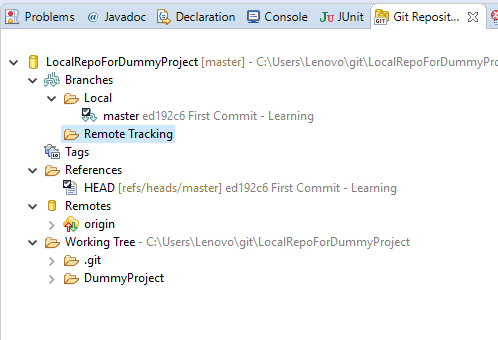 Problems @ Javadoc Declaration Console JUnit Git Reposit...
LocalRepoForDummyProject [master] - C:\Users\Lenovo\git\LocalRepoForDummyPro
Branches
Local
master ed192c6 First Commit - Learning
Remote Tracking
Tags
References
HEAD [refs/heads/master] ed192c6 First Commit - Learning
Remotes
origin
Working Tree - C:\Users\Lenovo\git\LocalRepoForDummyProject
.git
DummyProject